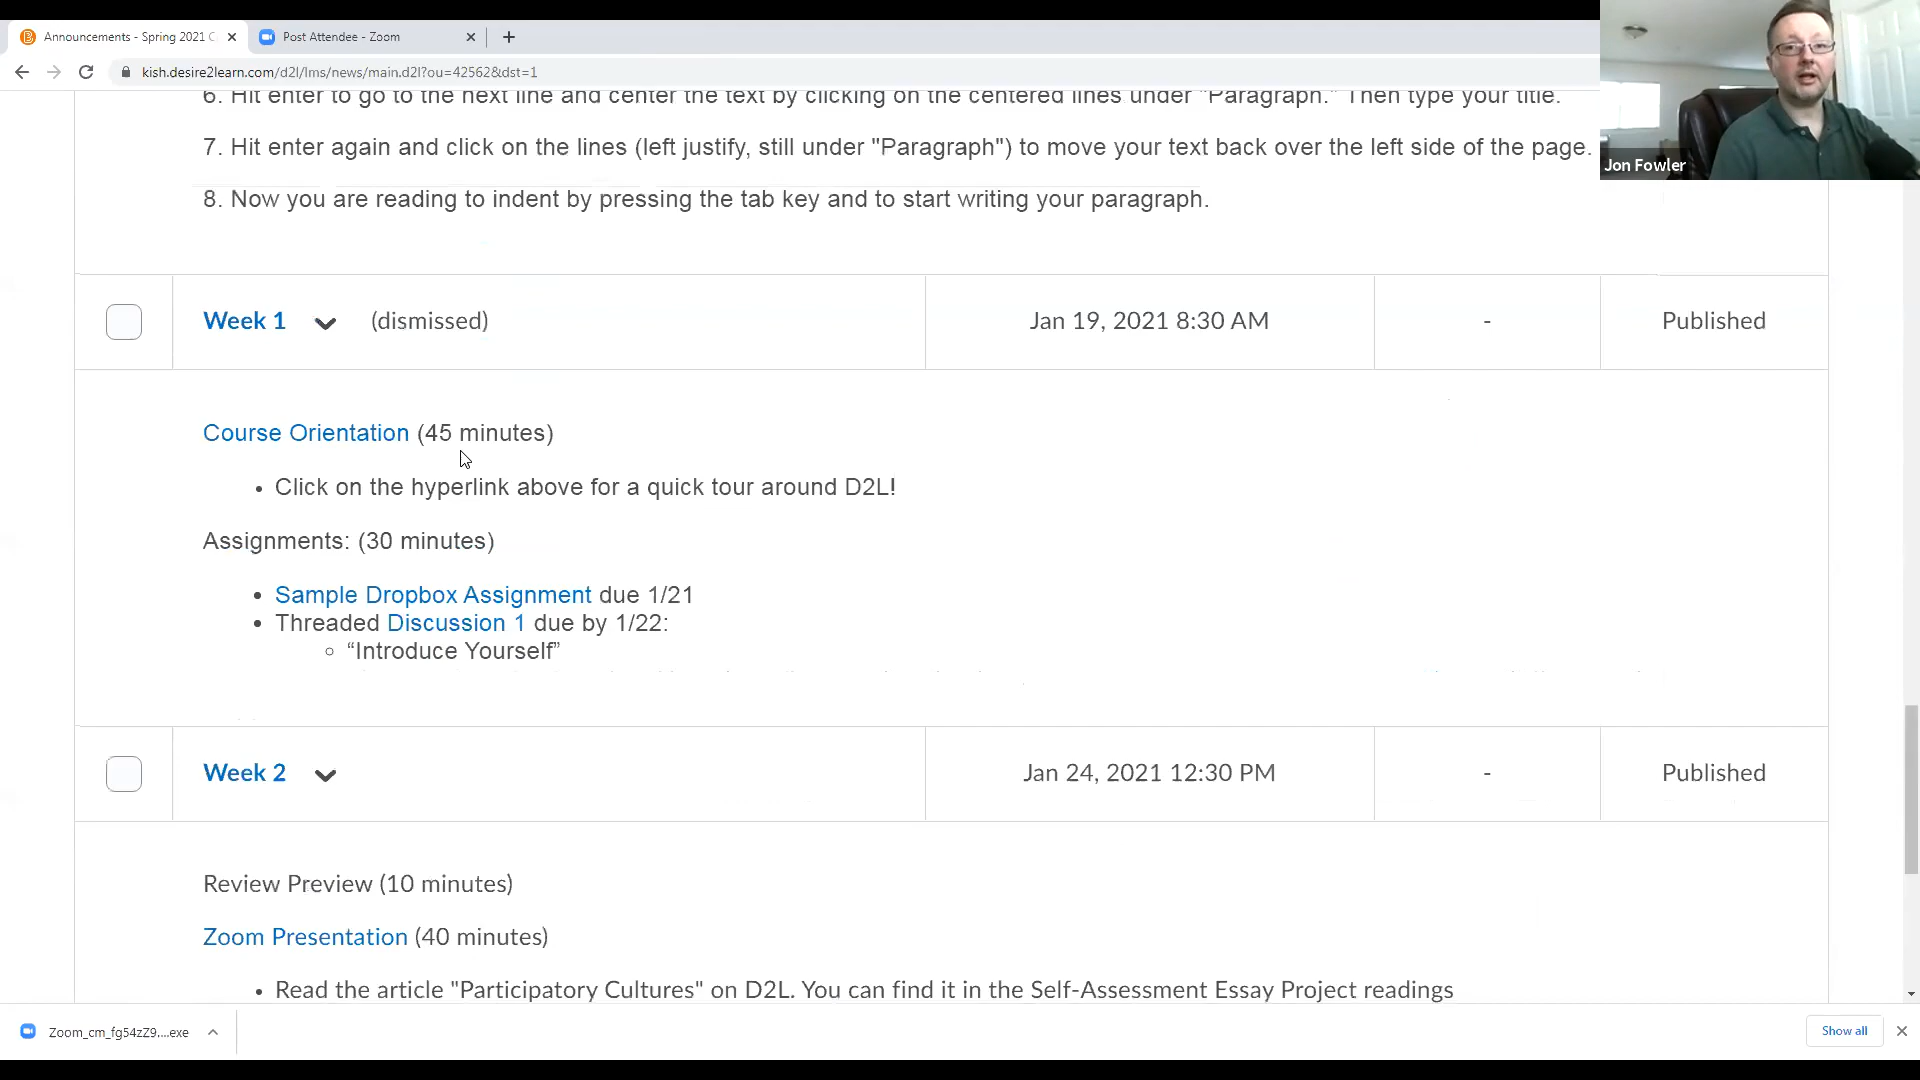 Announcements - Spring 2021 C
Post Attendee - Zoom
kish.desire2learn.com/d2l/lms/news/main.d2l?ou=42562&dst=1
6. Hit enter to go to the next line and center the text by clicking on the centered lines under "Paragraph." Then type your title.
7. Hit enter again and click on the lines (left justify, still under "Paragraph") to move your text back over the left side of the page.
Jon Fowler
8. Now you are reading to indent by pressing the tab key and to start writing your paragraph.
Week 1 (dismissed) Jan 19, 2021 8:30 AM - Published
Course Orientation (45 minutes)
• Click on the hyperlink above for a quick tour around D2L!
Assignments: (30 minutes)
• Sample Dropbox Assignment due 1/21
• Threaded Discussion 1 due by 1/22:
◦ “Introduce Yourself”
Week 2 Jan 24, 2021 12:30 PM - Published
Review Preview (10 minutes)
Zoom Presentation (40 minutes)
• Read the article "Participatory Cultures" on D2L. You can find it in the Self-Assessment Essay Project readings
Zoom_cm_fg54zZ9....exe
Show all